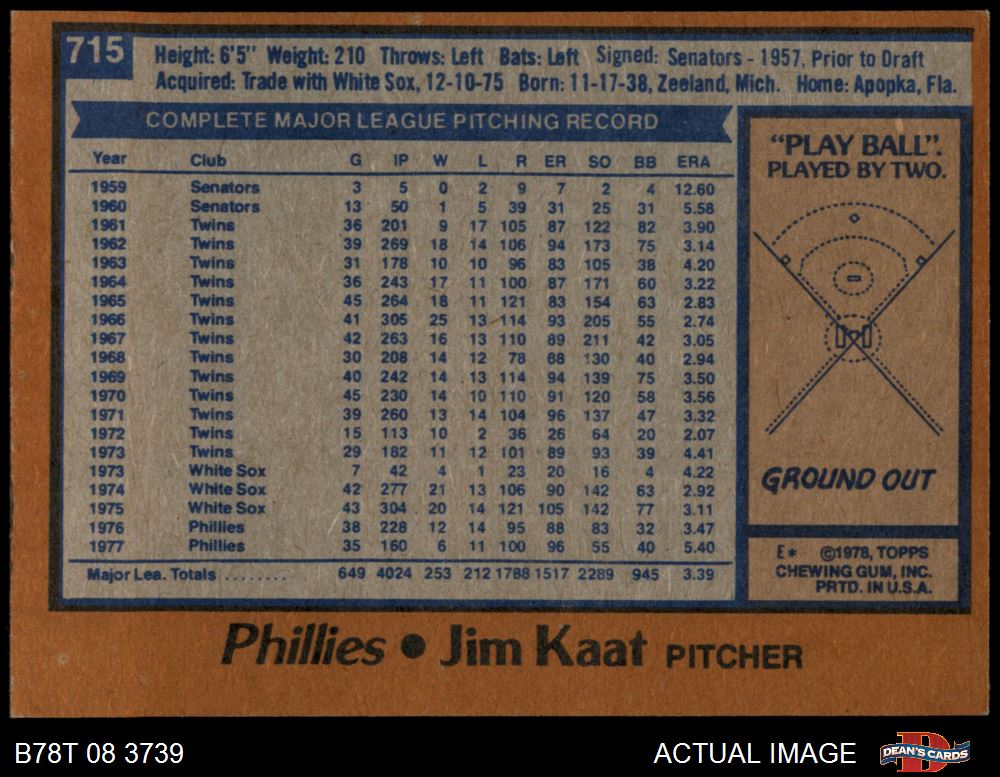 715
Height: 6'5" Weight: 210 Throws: Left Bats: Left Signed: Senators - 1957, Prior to Draft
Acquired: Trade with White Sox, 12-10-75 Born: 11-17-38, Zeeland, Mich. Home: Apopka, Fla.
COMPLETE MAJOR LEAGUE PITCHING RECORD
Year Club G IP W L R ER SO BB ERA
1959 Senators 3 5 0 2 9 7 2 4 12.60
1960 Senators 13 50 1 5 39 31 25 31 5.58
1961 Twins 36 201 9 17 105 87 122 82 3.90
1962 Twins 39 269 18 14 106 94 173 75 3.14
1963 Twins 31 178 10 10 96 83 105 38 4.20
1964 Twins 36 243 17 11 100 87 171 60 3.22
1965 Twins 45 264 18 11 121 83 154 63 2.83
1966 Twins 41 305 25 13 114 93 205 55 2.74
1967 Twins 42 263 16 13 110 89 211 42 3.05
1968 Twins 30 208 14 12 78 68 130 40 2.94
1969 Twins 40 242 14 13 114 94 139 75 3.50
1970 Twins 45 230 14 10 110 91 120 58 3.56
1971 Twins 39 260 13 14 104 96 137 47 3.32
1972 Twins 15 113 10 2 36 26 64 20 2.07
1973 Twins 29 182 11 12 101 89 93 39 4.41
1973 White Sox 7 42 4 1 23 20 16 4 4.22
1974 White Sox 42 277 21 13 106 90 142 63 2.92
1975 White Sox 43 304 20 14 121 105 142 77 3.11
1976 Phillies 38 228 12 14 95 88 83 32 3.47
1977 Phillies 35 160 6 11 100 96 55 40 5.40
Major Lea. Totals ........ 649 4024 253 212 1788 1517 2289 945 3.39
"PLAY BALL".
PLAYED BY TWO.
GROUND OUT
E* ©1978, TOPPS
CHEWING GUM, INC.
PRTD. IN U.S.A.
Phillies • Jim Kaat PITCHER
B78T 08 3739
ACTUAL IMAGE
DEAN'S CARDS